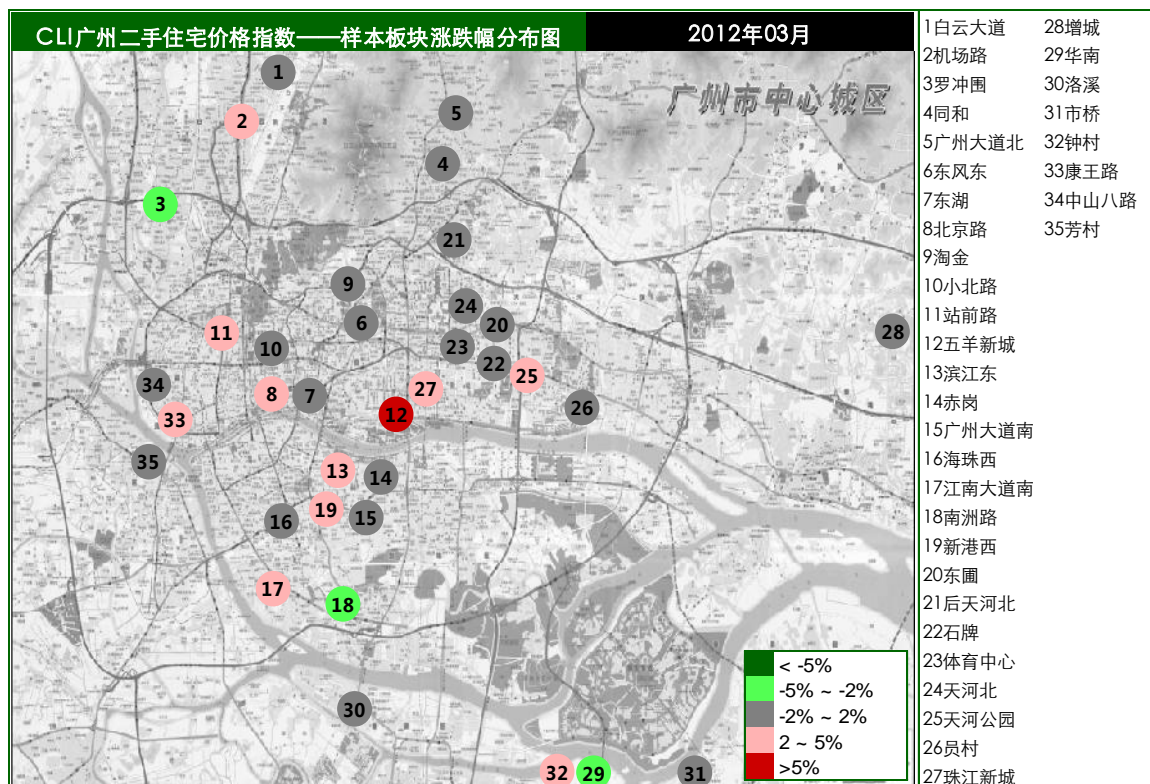 CLI广州二手住宅价格指数——样本板块涨跌幅分布图
2012年03月
广州市中心城区
1
2
5
4
3
21
9
24
20
6
28
11
10
23
22
25
34
8
7
27
12
26
33
35
13
14
19
15
16
17
18
30
32
29
31
< -5%
-5% ~ -2%
-2% ~ 2%
2 ~ 5%
>5%
1白云大道
2机场路
3罗冲围
4同和
5广州大道北
6东风东
7东湖
8北京路
9淘金
10小北路
11站前路
12五羊新城
13滨江东
14赤岗
15广州大道南
16海珠西
17江南大道南
18南洲路
19新港西
20东圃
21后天河北
22石牌
23体育中心
24天河北
25天河公园
26员村
27珠江新城
28增城
29华南
30洛溪
31市桥
32钟村
33康王路
34中山八路
35芳村